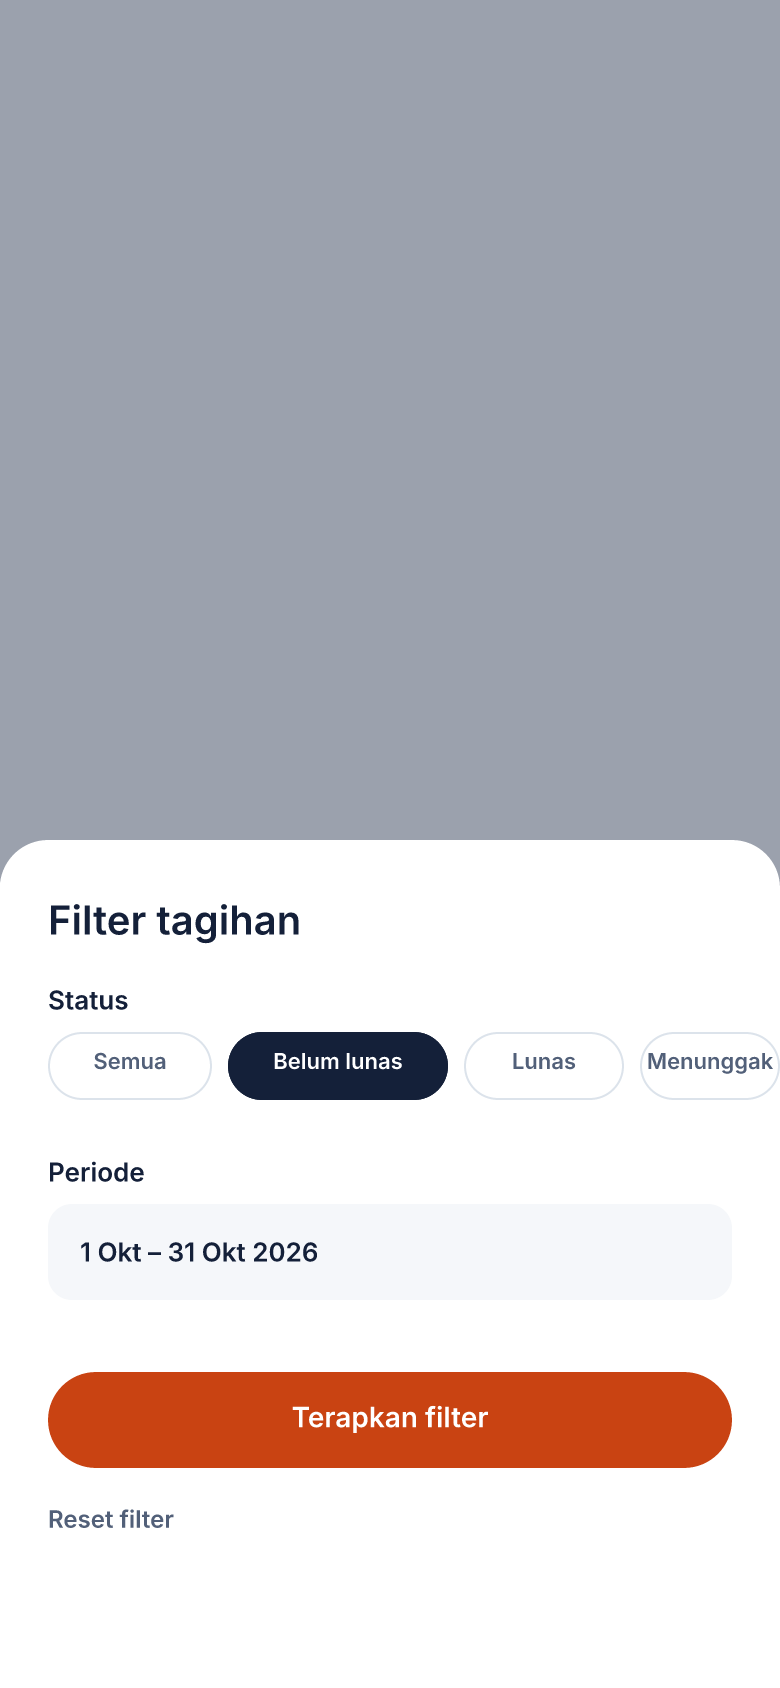 Filter tagihan
Status
Semua
Belum lunas
Lunas
Menunggak
Periode
1 Okt – 31 Okt 2026
Terapkan filter
Reset filter